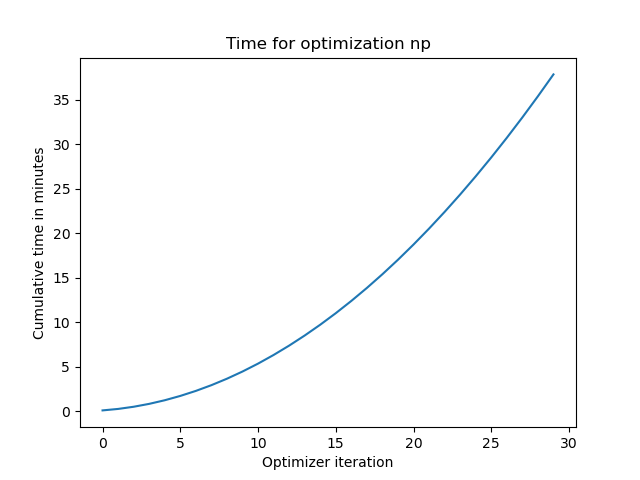 Time for optimization np
Cumulative time in minutes
35
30
25
20
15
10
5
0
0 5 10 15 20 25 30
Optimizer iteration